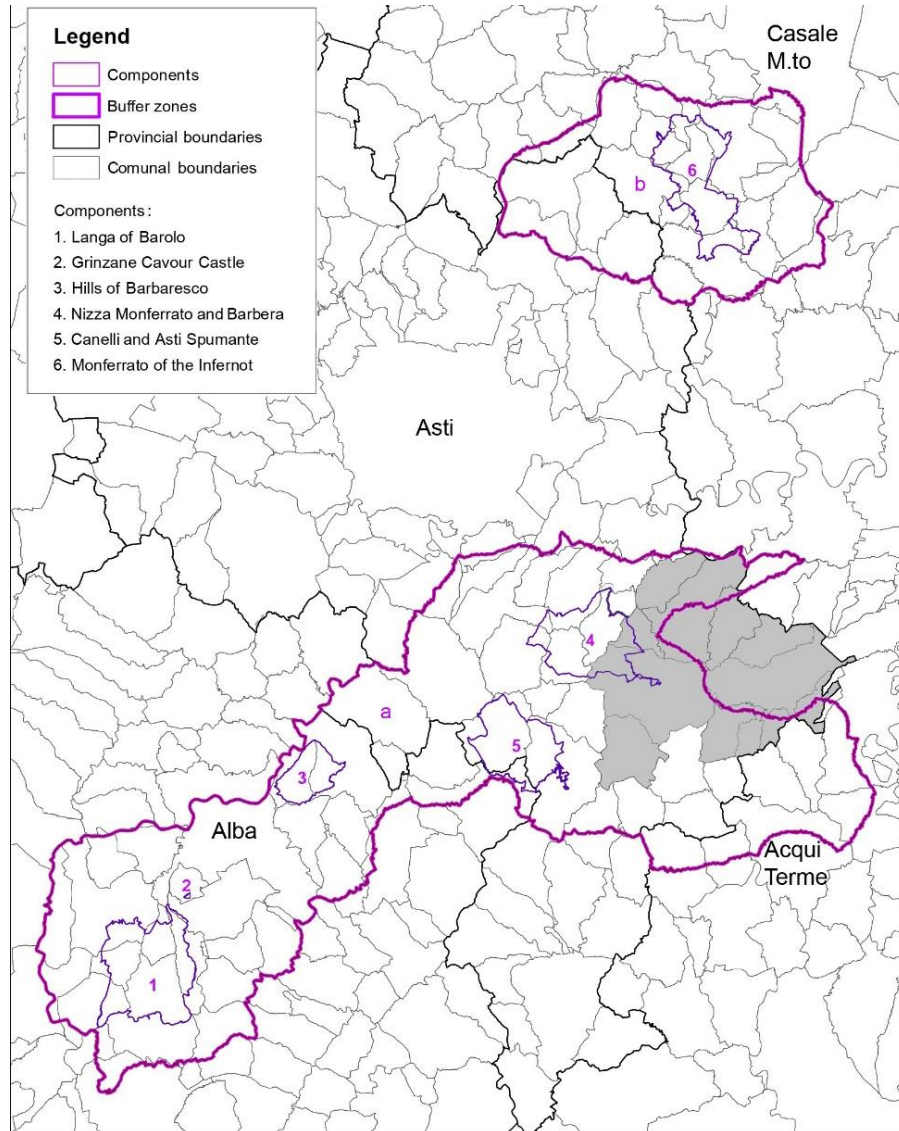 Legend
Components
Buffer zones
Provincial boundaries
Comunal boundaries
Components :
1. Langa of Barolo
2. Grinzane Cavour Castle
3. Hills of Barbaresco
4. Nizza Monferrato and Barbera
5. Canelli and Asti Spumante
6. Monferrato of the Infernot
Casale
M.to
6
b
Asti
4
a
5
3
Alba
Acqui
Terme
2
1